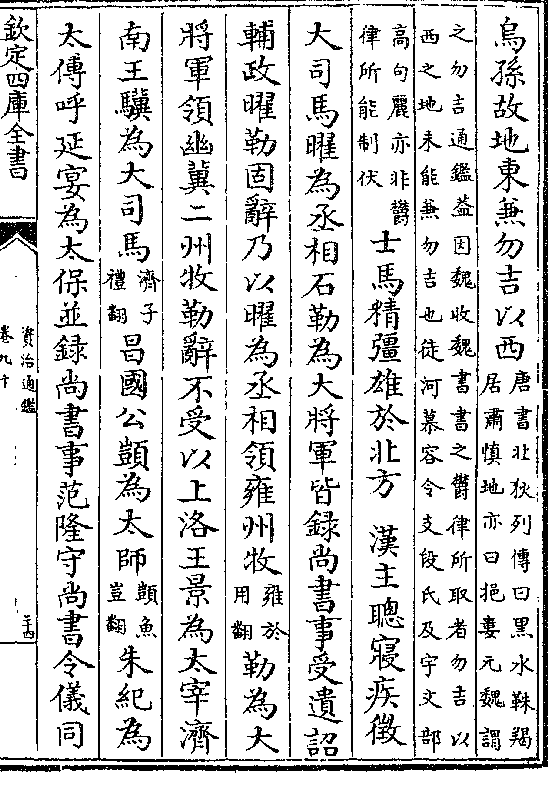 烏孫故地東兼勿吉以西唐書北狄列傳曰黑水靺羯居肅慎地亦曰挹婁元魏謂
之勿吉通鑑蓋因魏收魏書書之鬱律所取者勿吉以西之地未能兼勿吉也徒河慕容令支段氏及宇文部
高句麗亦非鬱律所能制伏士馬精彊雄於北方 漢主聰寢疾徵
大司馬曜為丞相石勒為大將軍皆録尚書事受遺詔
輔政曜勒固辭乃以曜為丞相領雍州牧雍於用翻勒為大
將軍領幽冀二州牧勒辭不受以上洛王景為太宰濟
南王驥為大司馬濟子禮翻昌國公顗為太師顗魚豈翻朱紀為
太傅呼延宴為太保並録尚書事范隆守尚書令儀同
欽定四庫全書
資治通鑑
卷九十
二十四